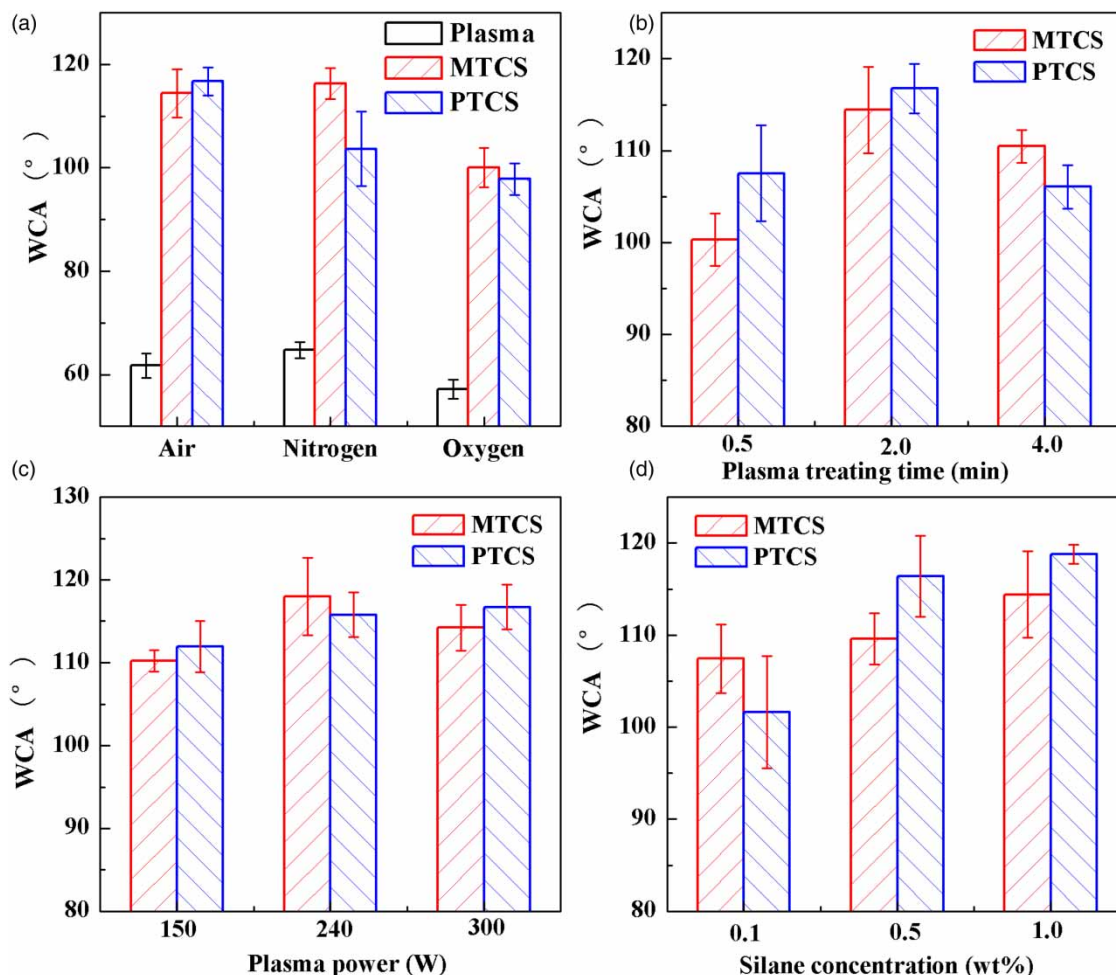 (a)
Plasma
MTCS
PTCS
120
100
80
60
WCA （°）
Air Nitrogen Oxygen
(b)
MTCS
PTCS
120
110
100
90
80
WCA （°）
0.5 2.0 4.0
Plasma treating time (min)
(c)
MTCS
PTCS
130
120
110
100
90
80
WCA （°）
150 240 300
Plasma power (W)
(d)
MTCS
PTCS
120
110
100
90
80
WCA （°）
0.1 0.5 1.0
Silane concentration (wt%)